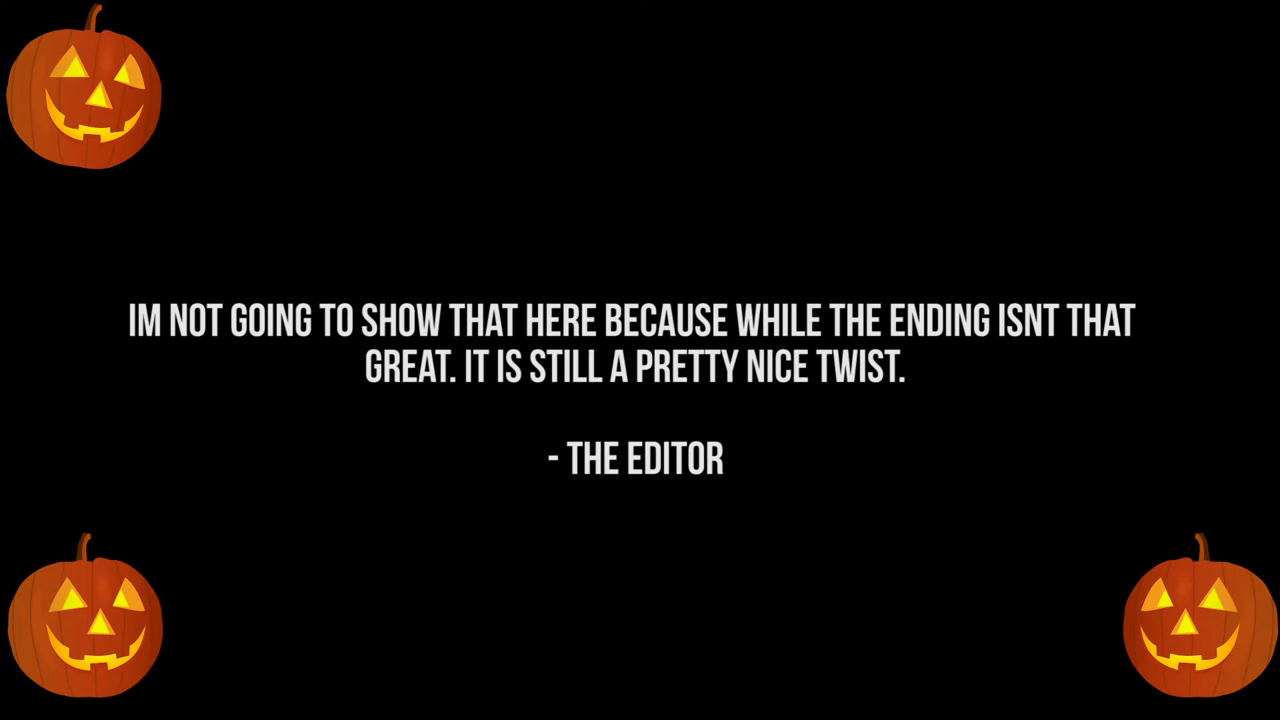 IM NOT GOING TO SHOW THAT HERE BECAUSE WHILE THE ENDING ISNT THAT
GREAT. IT IS STILL A PRETTY NICE TWIST.
- THE EDITOR